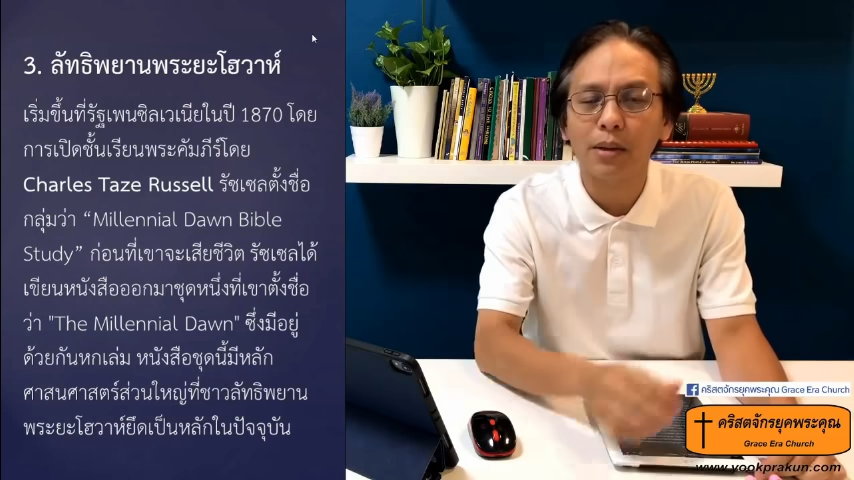 3. ลัทธิพยานพระยะโฮวาห์
เริ่มขึ้นที่รัฐเพนซิลเวเนียในปี 1870 โดย
การเปิดชั้นเรียนพระคัมภีร์โดย
Charles Taze Russell รัซเซลตั้งชื่อ
กลุ่มว่า “Millennial Dawn Bible
Study” ก่อนที่เขาจะเสียชีวิต รัซเซลได้
เขียนหนังสือออกมาชุดหนึ่งที่เขาตั้งชื่อ
ว่า "The Millennial Dawn" ซึ่งมีอยู่
ด้วยกันหกเล่ม หนังสือชุดนี้มีหลัก
ศาสนศาสตร์ส่วนใหญ่ที่ชาวลัทธิพยาน
พระยะโฮวาห์ยึดเป็นหลักในปัจจุบัน
คริสตจักรยุคพระคุณ Grace Era Church
คริสตจักรยุคพระคุณ
Grace Era Church
www.yookprakun.com